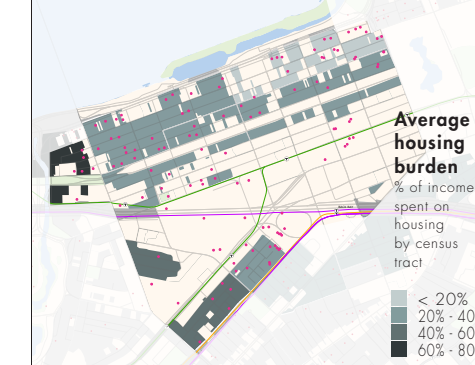 Average
housing
burden
% of income
spent on
housing
by census
tract
< 20%
20% - 40
40% - 60
60% - 80